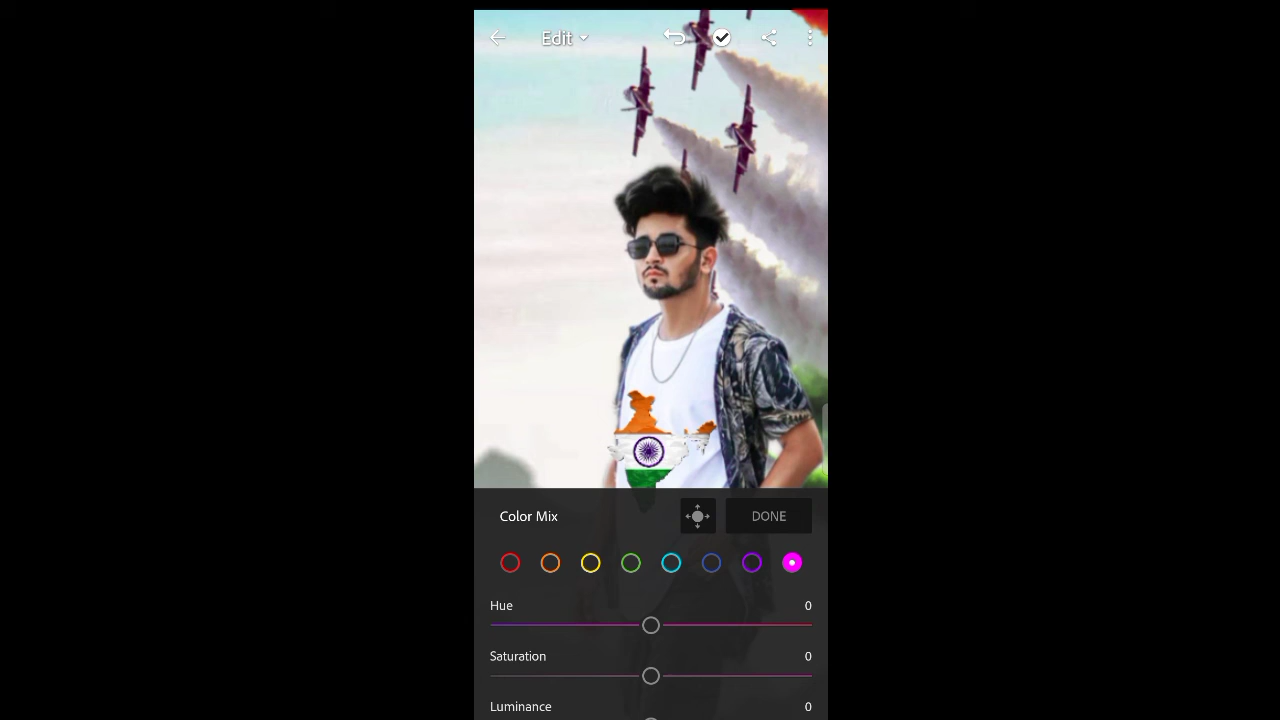 Edit
Color Mix
DONE
Hue 0
Saturation 0
Luminance 0